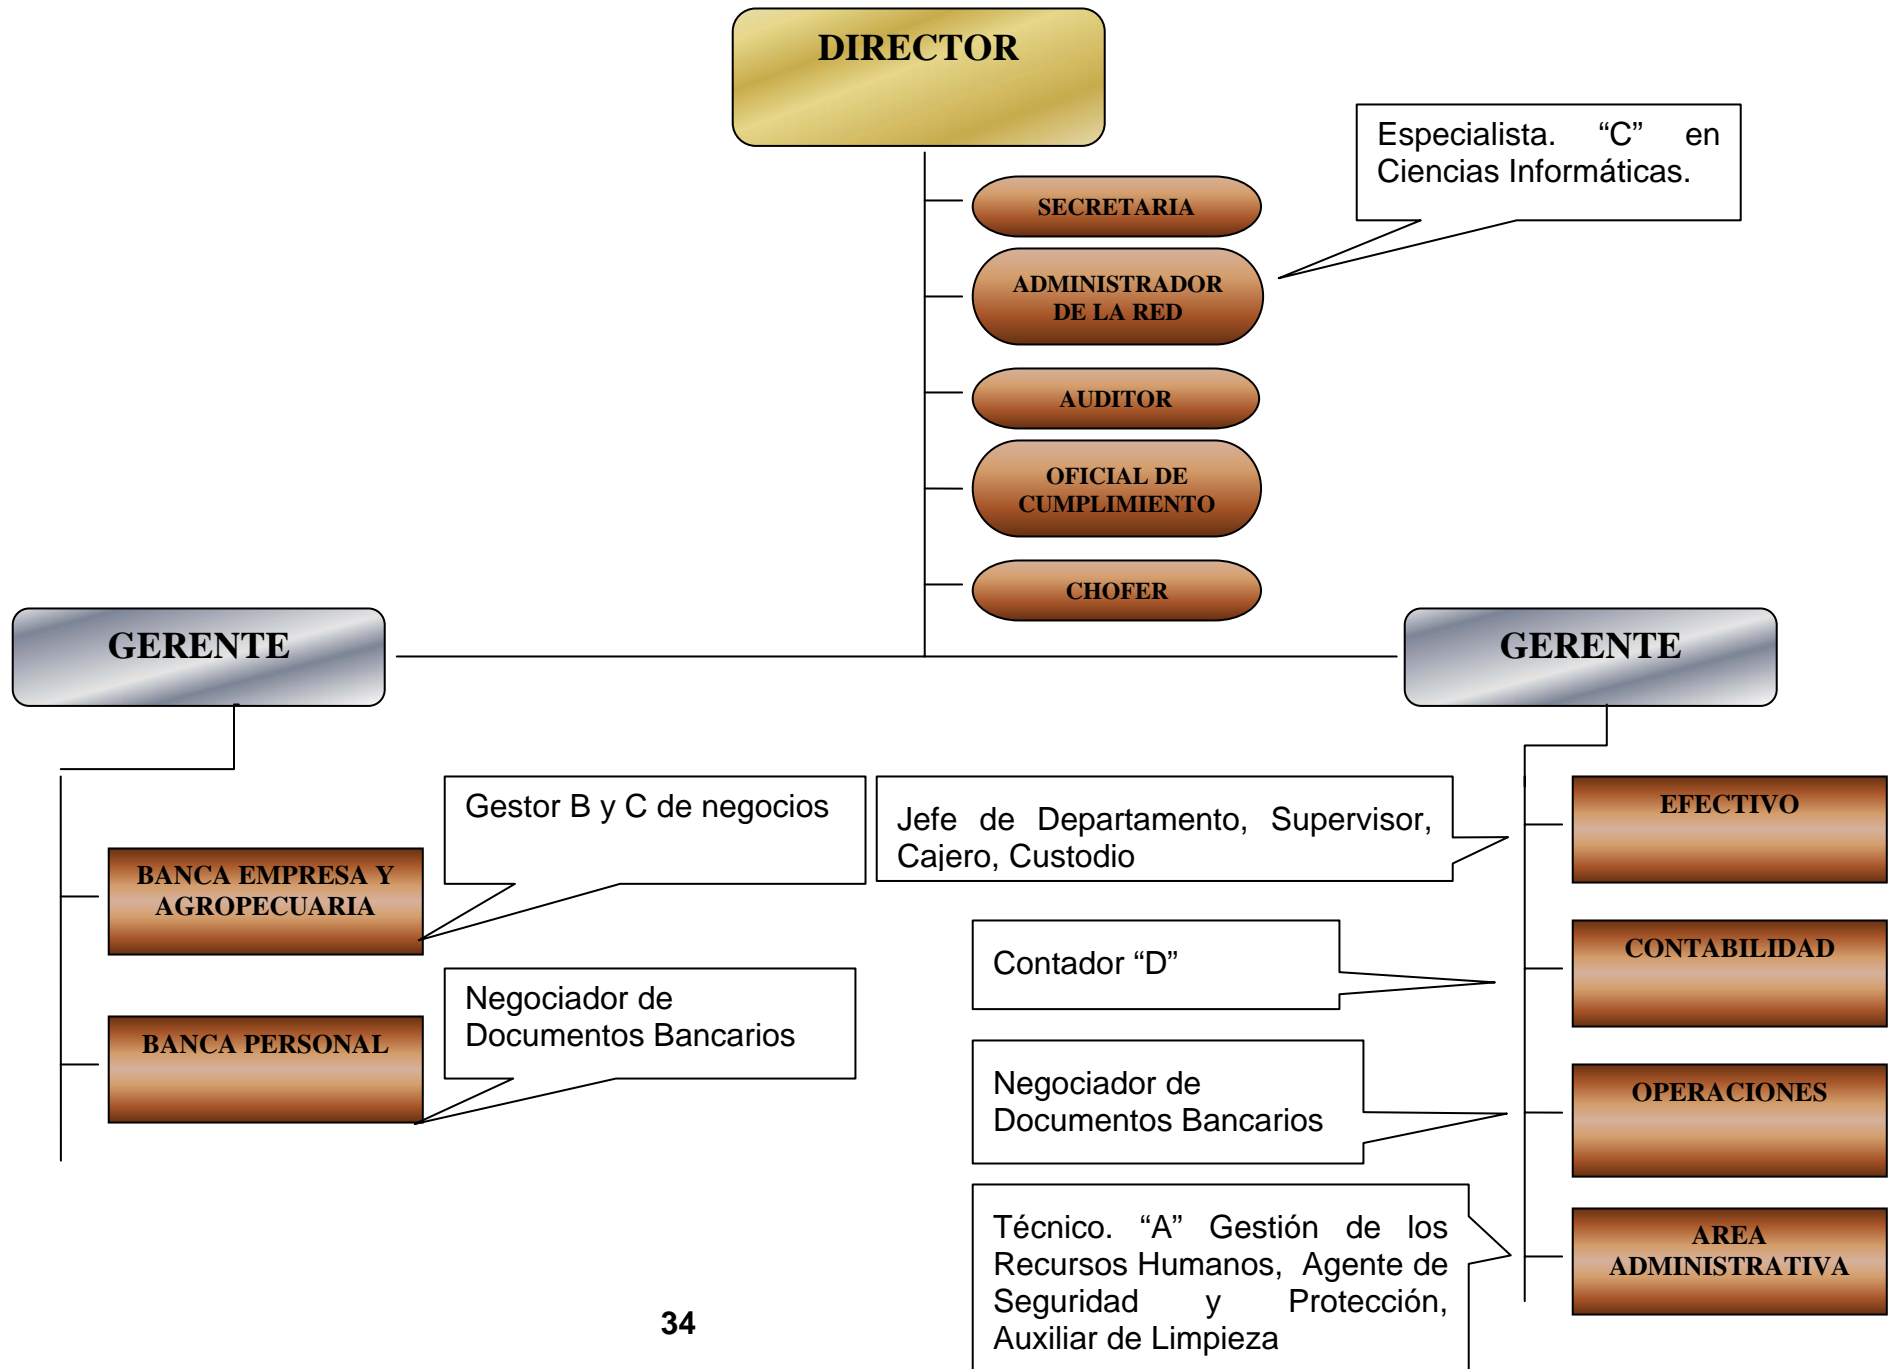 DIRECTOR
Especialista. “C” en
Ciencias Informáticas.
SECRETARIA
ADMINISTRADOR
DE LA RED
AUDITOR
OFICIAL DE
CUMPLIMIENTO
CHOFER
GERENTE
GERENTE
Gestor B y C de negocios
BANCA EMPRESA Y
AGROPECUARIA
Negociador de
Documentos Bancarios
BANCA PERSONAL
Jefe de Departamento, Supervisor,
Cajero, Custodio
EFECTIVO
Contador “D”
CONTABILIDAD
Negociador de
Documentos Bancarios
OPERACIONES
Técnico. “A” Gestión de los
Recursos Humanos, Agente de
Seguridad y Protección,
Auxiliar de Limpieza
AREA
ADMINISTRATIVA
34